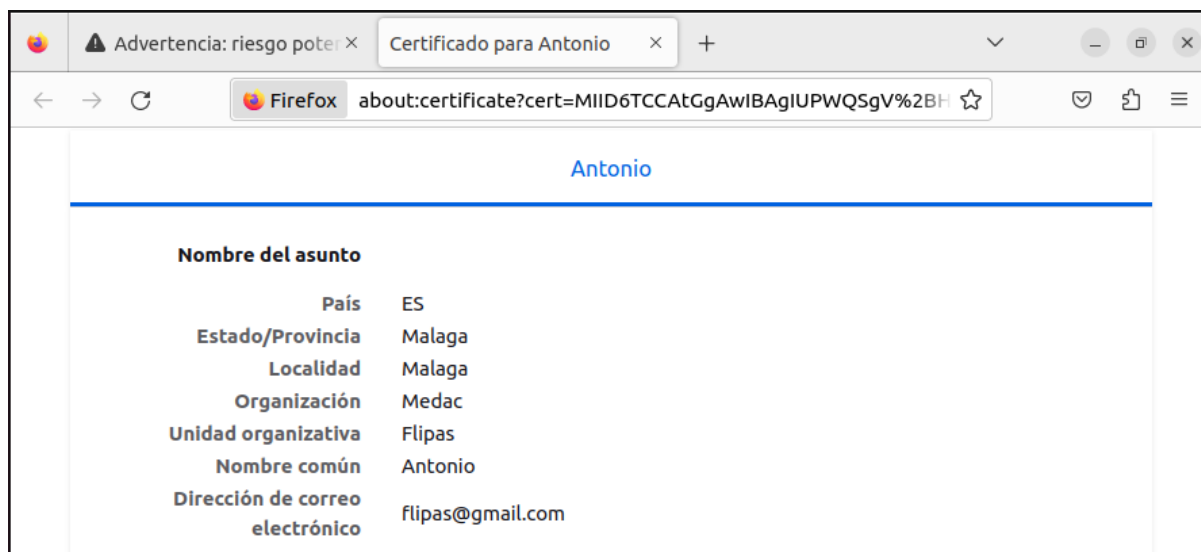 Advertencia: riesgo poter
Certificado para Antonio
Firefox about:certificate?cert=MIID6TCCAtGgAwIBAgIUPWQSgV%2BH
Antonio
Nombre del asunto
País ES
Estado/Provincia Malaga
Localidad Malaga
Organización Medac
Unidad organizativa Flipas
Nombre común Antonio
Dirección de correo
electrónico flipas@gmail.com